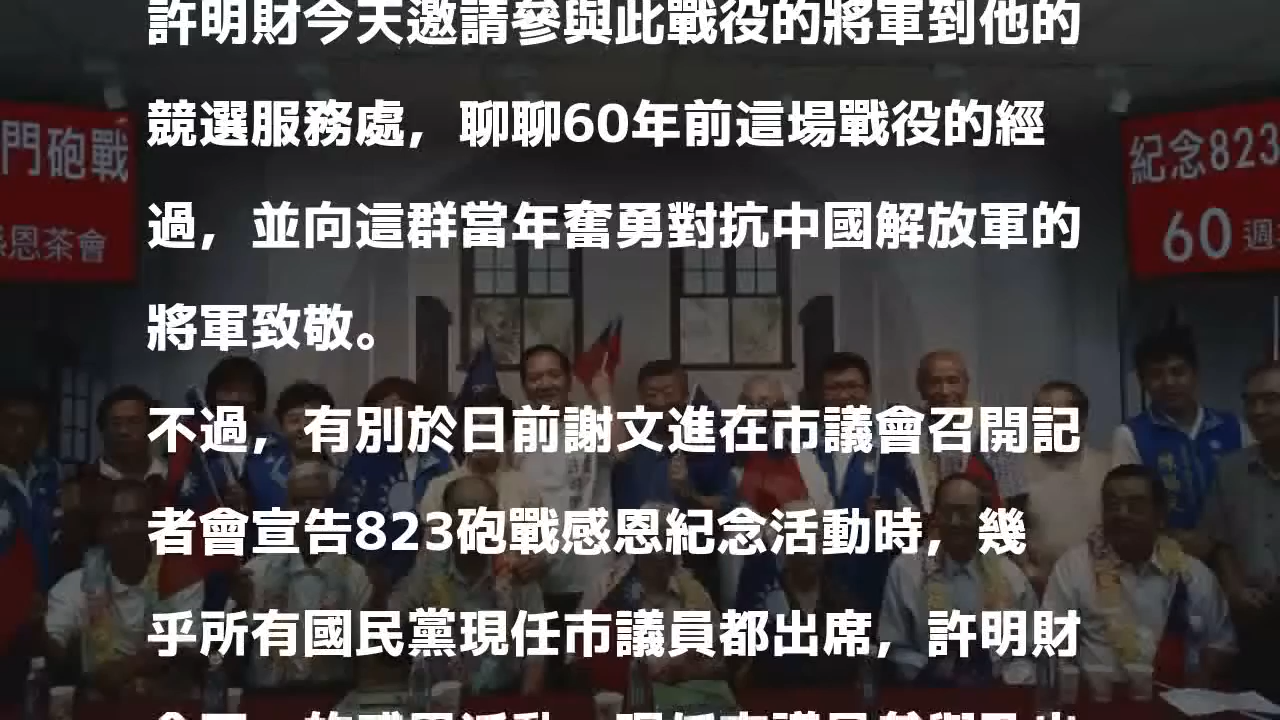 許明財今天邀請參與此戰役的將軍到他的
競選服務處，聊聊60年前這場戰役的經
過，並向這群當年奮勇對抗中國解放軍的
將軍致敬。
不過，有別於日前謝文進在市議會召開記
者會宣告823砲戰感恩紀念活動時，幾
乎所有國民黨現任市議員都出席，許明財
門砲戰
恩茶會
紀念823
60週